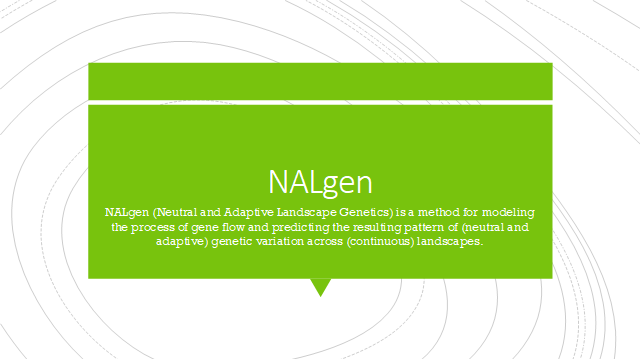 NALgen
NALgen (Neutral and Adaptive Landscape Genetics) is a method for modeling
the process of gene flow and predicting the resulting pattern of (neutral and
adaptive) genetic variation across (continuous) landscapes.